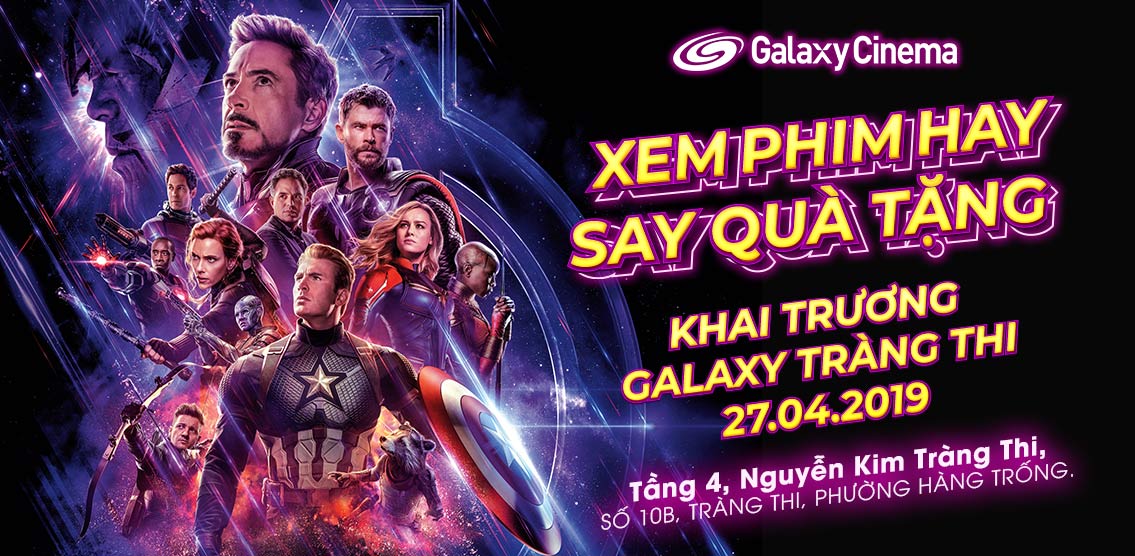 Galaxy Cinema
XEM PHIM HAY
SAY QUÀ TẶNG
KHAI TRƯƠNG
GALAXY TRÀNG THI
27.04.2019
Tầng 4, Nguyễn Kim Tràng Thi,
SỐ 10B, TRÀNG THI, PHƯỜNG HÀNG TRỐNG.